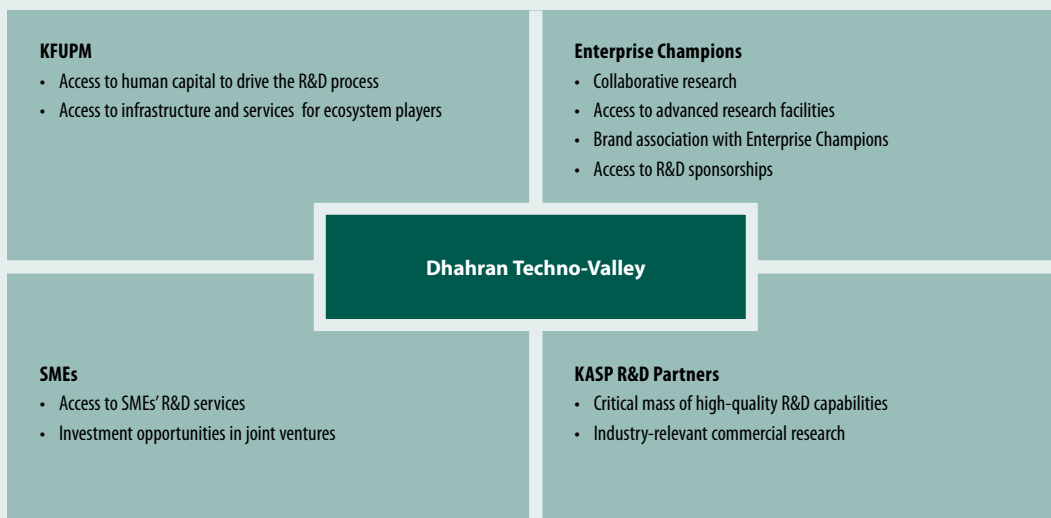 KFUPM
• Access to human capital to drive the R&D process
• Access to infrastructure and services for ecosystem players
Enterprise Champions
• Collaborative research
• Access to advanced research facilities
• Brand association with Enterprise Champions
• Access to R&D sponsorships
Dhahran Techno-Valley
SMEs
• Access to SMEs' R&D services
• Investment opportunities in joint ventures
KASP R&D Partners
• Critical mass of high-quality R&D capabilities
• Industry-relevant commercial research